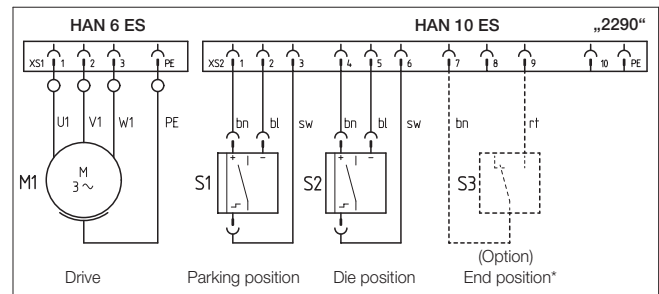 HAN 6 ES HAN 10 ES „2290“
XS1 1 2 3 PE XS2 1 2 3 4 5 6 7 8 9 10 PE
U1 V1 W1 PE bn bl sw bn bl sw bn rt
M1 M 3 ~ S1 + − S2 + − S3
(Option)
Drive Parking position Die position End position*